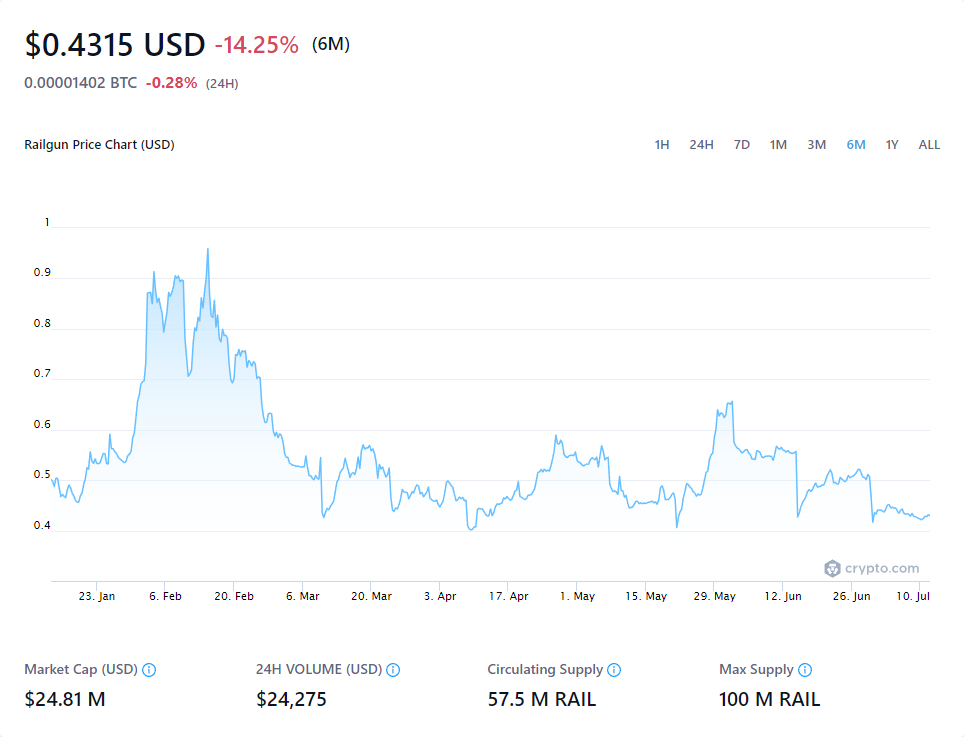 $0.4315 USD -14.25% (6M)
0.00001402 BTC -0.28% (24H)
Railgun Price Chart (USD) 1H 24H 7D 1M 3M 6M 1Y ALL
1
0.9
0.8
0.7
0.6
0.5
0.4
crypto.com
23. Jan 6. Feb 20. Feb 6. Mar 20. Mar 3. Apr 17. Apr 1. May 15. May 29. May 12. Jun 26. Jun 10. Jul
Market Cap (USD) 24H VOLUME (USD) Circulating Supply Max Supply
$24.81 M $24,275 57.5 M RAIL 100 M RAIL